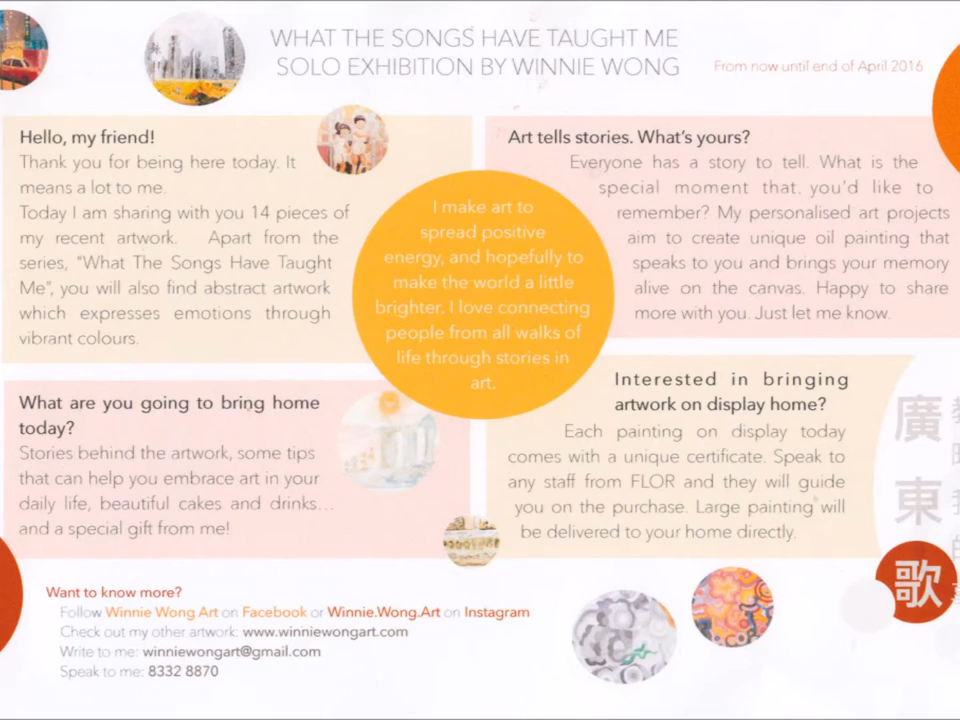 WHAT THE SONGS HAVE TAUGHT ME
SOLO EXHIBITION BY WINNIE WONG
From now until end of April 2016
Hello, my friend!
Thank you for being here today. It
means a lot to me.
Today I am sharing with you 14 pieces of
my recent artwork. Apart from the
series, "What The Songs Have Taught
Me", you will also find abstract artwork
which expresses emotions through
vibrant colours.
I make art to
spread positive
energy, and hopefully to
make the world a little
brighter. I love connecting
people from all walks of
life through stories in
art.
Art tells stories. What's yours?
Everyone has a story to tell. What is the
special moment that. you'd like to
remember? My personalised art projects
aim to create unique oil painting that
speaks to you and brings your memory
alive on the canvas. Happy to share
more with you. Just let me know.
What are you going to bring home
today?
Stories behind the artwork, some tips
that can help you embrace art in your
daily life, beautiful cakes and drinks...
and a special gift from me!
Interested in bringing
artwork on display home?
Each painting on display today
comes with a unique certificate. Speak to
any staff from FLOR and they will guide
you on the purchase. Large painting will
be delivered to your home directly.
廣東歌
Want to know more?
Follow Winnie Wong Art on Facebook or Winnie.Wong.Art on Instagram
Check out my other artwork: www.winniewongart.com
Write to me: winniewongart@gmail.com
Speak to me: 8332 8870